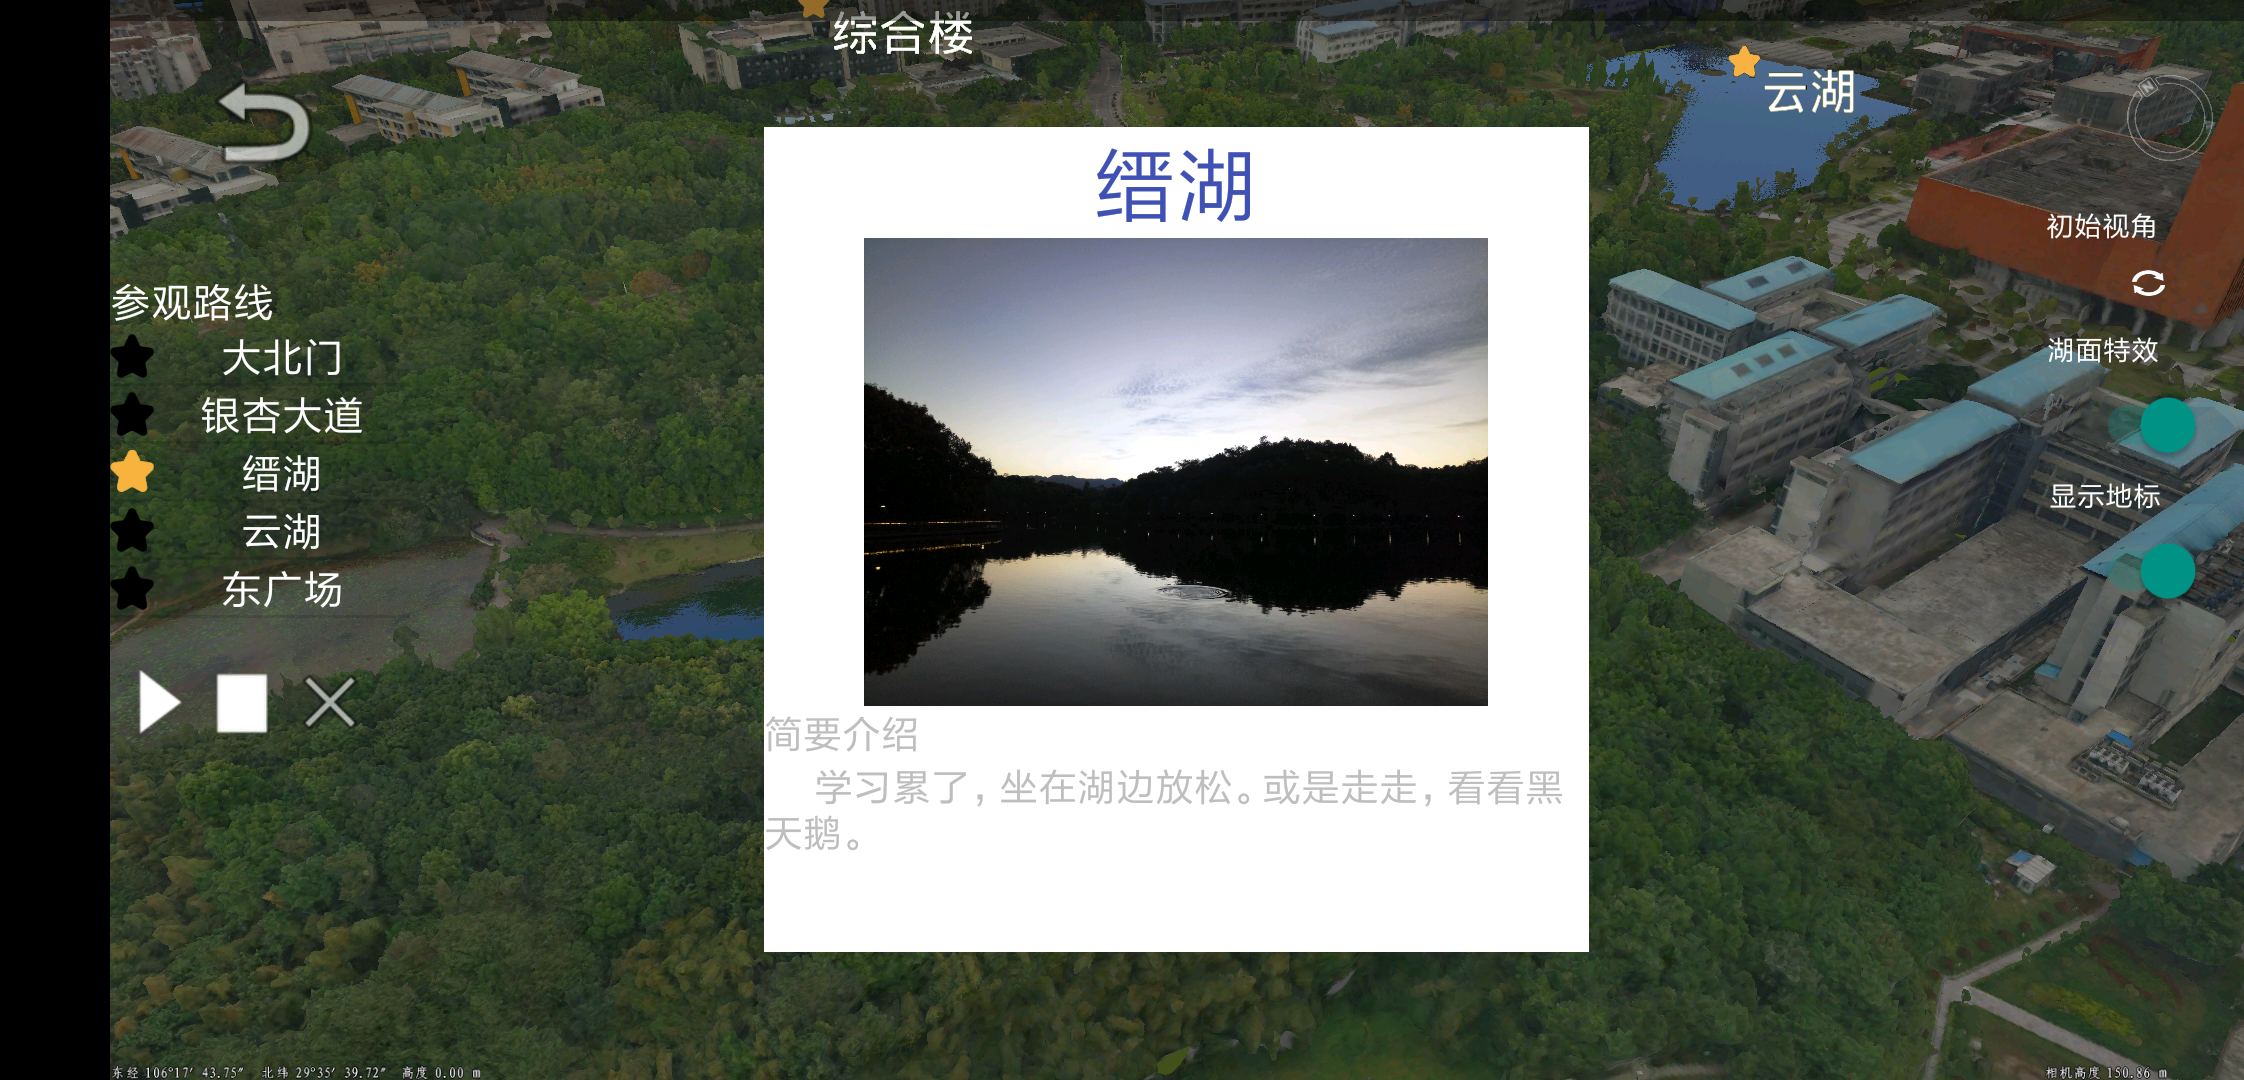 综合楼
云湖
缙湖
初始视角
参观路线
大北门
湖面特效
银杏大道
缙湖
显示地标
云湖
东广场
简要介绍
学习累了，坐在湖边放松。或是走走，看看黑
天鹅。
东经 106°17′ 43.75″ 北纬 29°35′ 39.72″ 高度 0.00 m
相机高度 150.86 m